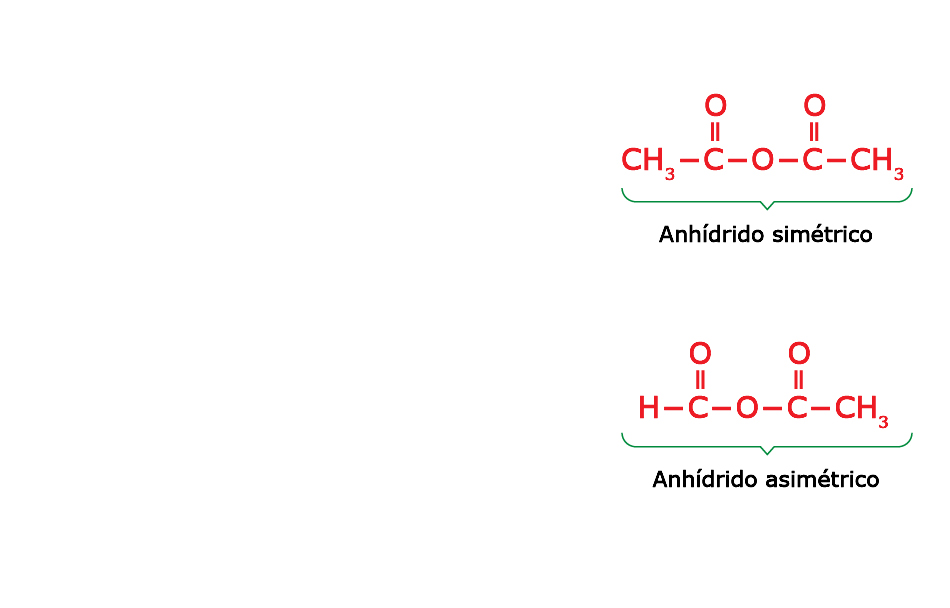 O O
CH3 — C — O — C — CH3
Anhídrido simétrico
O O
H — C — O — C — CH3
Anhídrido asimétrico